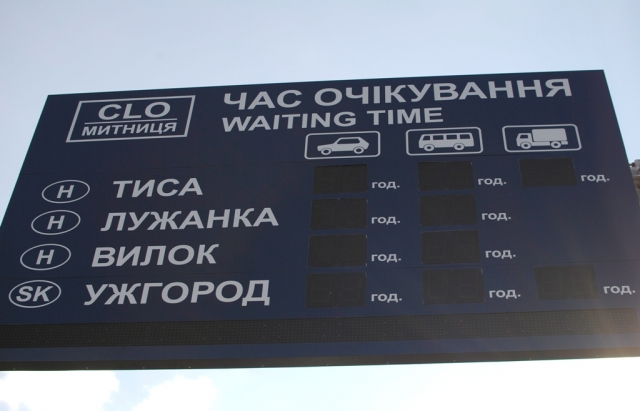 CLO
МИТНИЦЯ
ЧАС ОЧІКУВАННЯ
WAITING TIME
H ТИСА год. год. год.
H ЛУЖАНКА год. год.
H ВИЛОК год. год.
SK УЖГОРОД год. год. год.